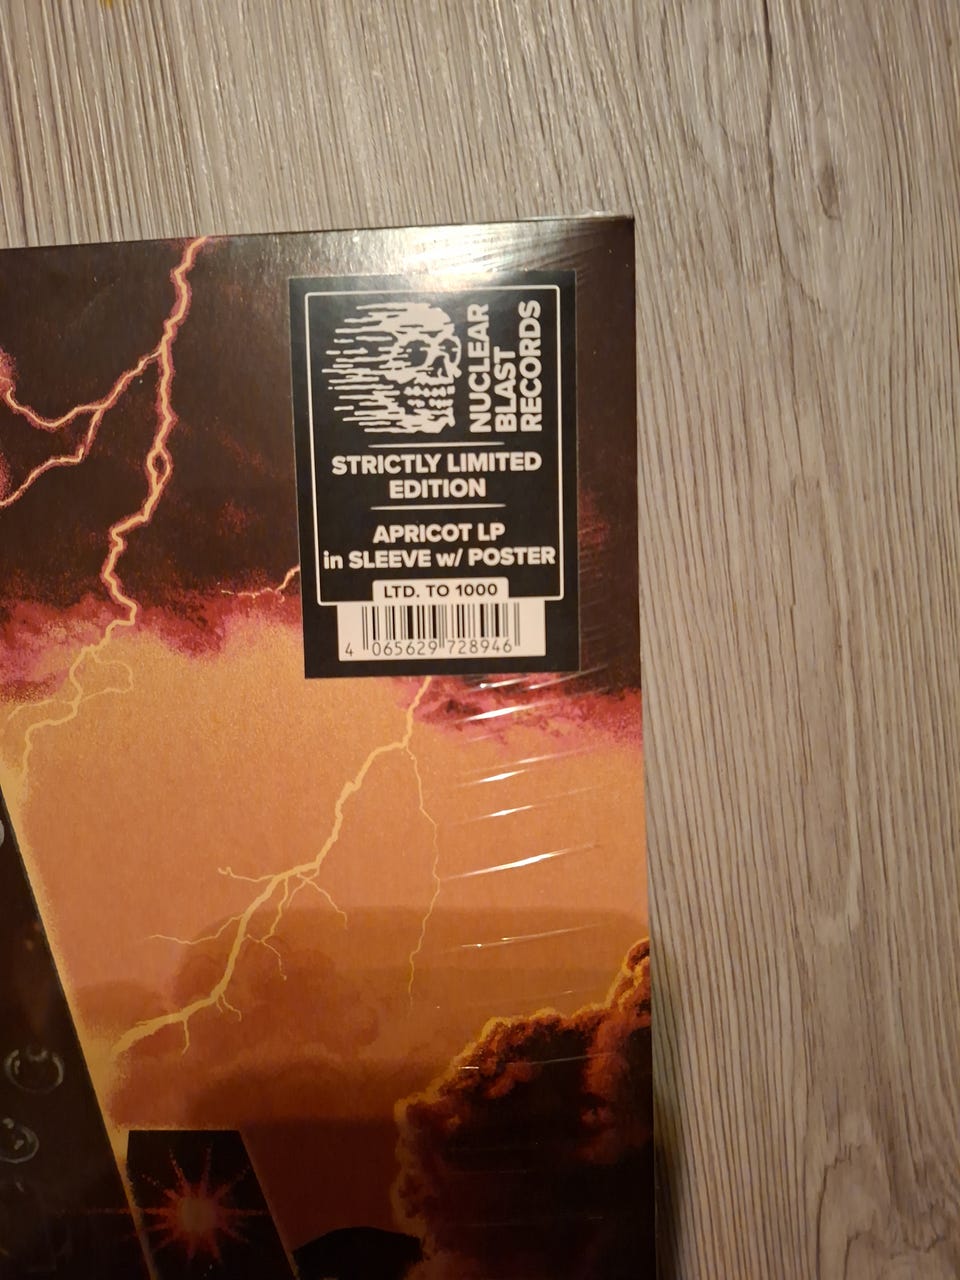 NUCLEAR
BLAST
RECORDS
STRICTLY LIMITED
EDITION
APRICOT LP
in SLEEVE w/ POSTER
LTD. TO 1000
4 065629 728946